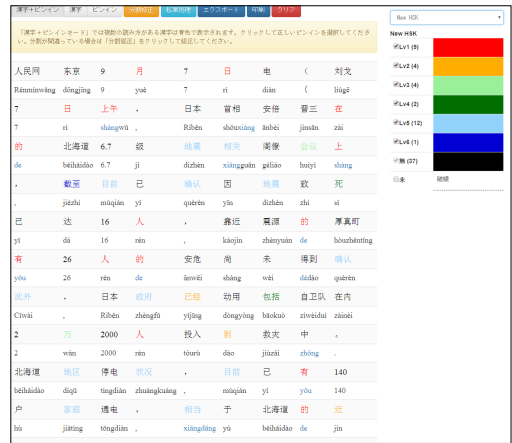 漢字+ピンイン 漢字 ピンイン 分割修正 エクスポート 印刷 クリア
New HSK
「漢字+ピンインモード」では複数の読み方がある漢字は青色で表示されます。クリックして正しいピンインを選択してくださ
い。分割が間違っている場合は「分割修正」をクリックして修正してください。
New HSK
Lv1 (9)
Lv2 (4)
Lv3 (4)
Lv4 (2)
Lv5 (12)
Lv6 (1)
無 (37)
未 破線
人民网 东京 9 月 7 日 电 ( 刘戈
Rénmínwǎng dōngjīng 9 yuè 7 rì diàn ( liúgē
7 日 上午 , 日本 首相 安倍 晋三 在
7 rì shàngwǔ , Rìběn shǒuxiàng ānbèi jìnsān zài
的 北海道 6.7 级 地震 相关 阁僚 会议 上
de běihǎidào 6.7 jí dìzhèn xiāngguān géliáo huìyì shàng
, 截至 目前 已 确认 因 地震 致 死
, jiézhì mùqián yǐ quèrèn yīn dìzhèn zhì sǐ
已 达 16 人 , 靠近 震源 的 厚真町
yǐ dá 16 rén , kàojìn zhènyuán de hòuzhēntǐng
有 26 人 的 安危 尚 未 得到 确认
yǒu 26 rén de ānwēi shàng wèi dédào quèrèn
此外 , 日本 政府 已经 动用 包括 自卫队 在内
Cǐwài , Rìběn zhèngfǔ yǐjīng dòngyòng bāokuò zìwèiduì zàinèi
2 万 2000 人 投入 到 救灾 中 。
2 wàn 2000 rén tóurù dào jiùzāi zhōng .
北海道 地区 停电 状况 , 目前 已 有 140
běihǎidào dìqū tíngdiàn zhuàngkuàng , mùqián yǐ yǒu 140
户 家庭 通电 , 相当 于 北海道 的 近
hù jiātíng tōngdiàn , xiāngdāng yú běihǎidào de jìn